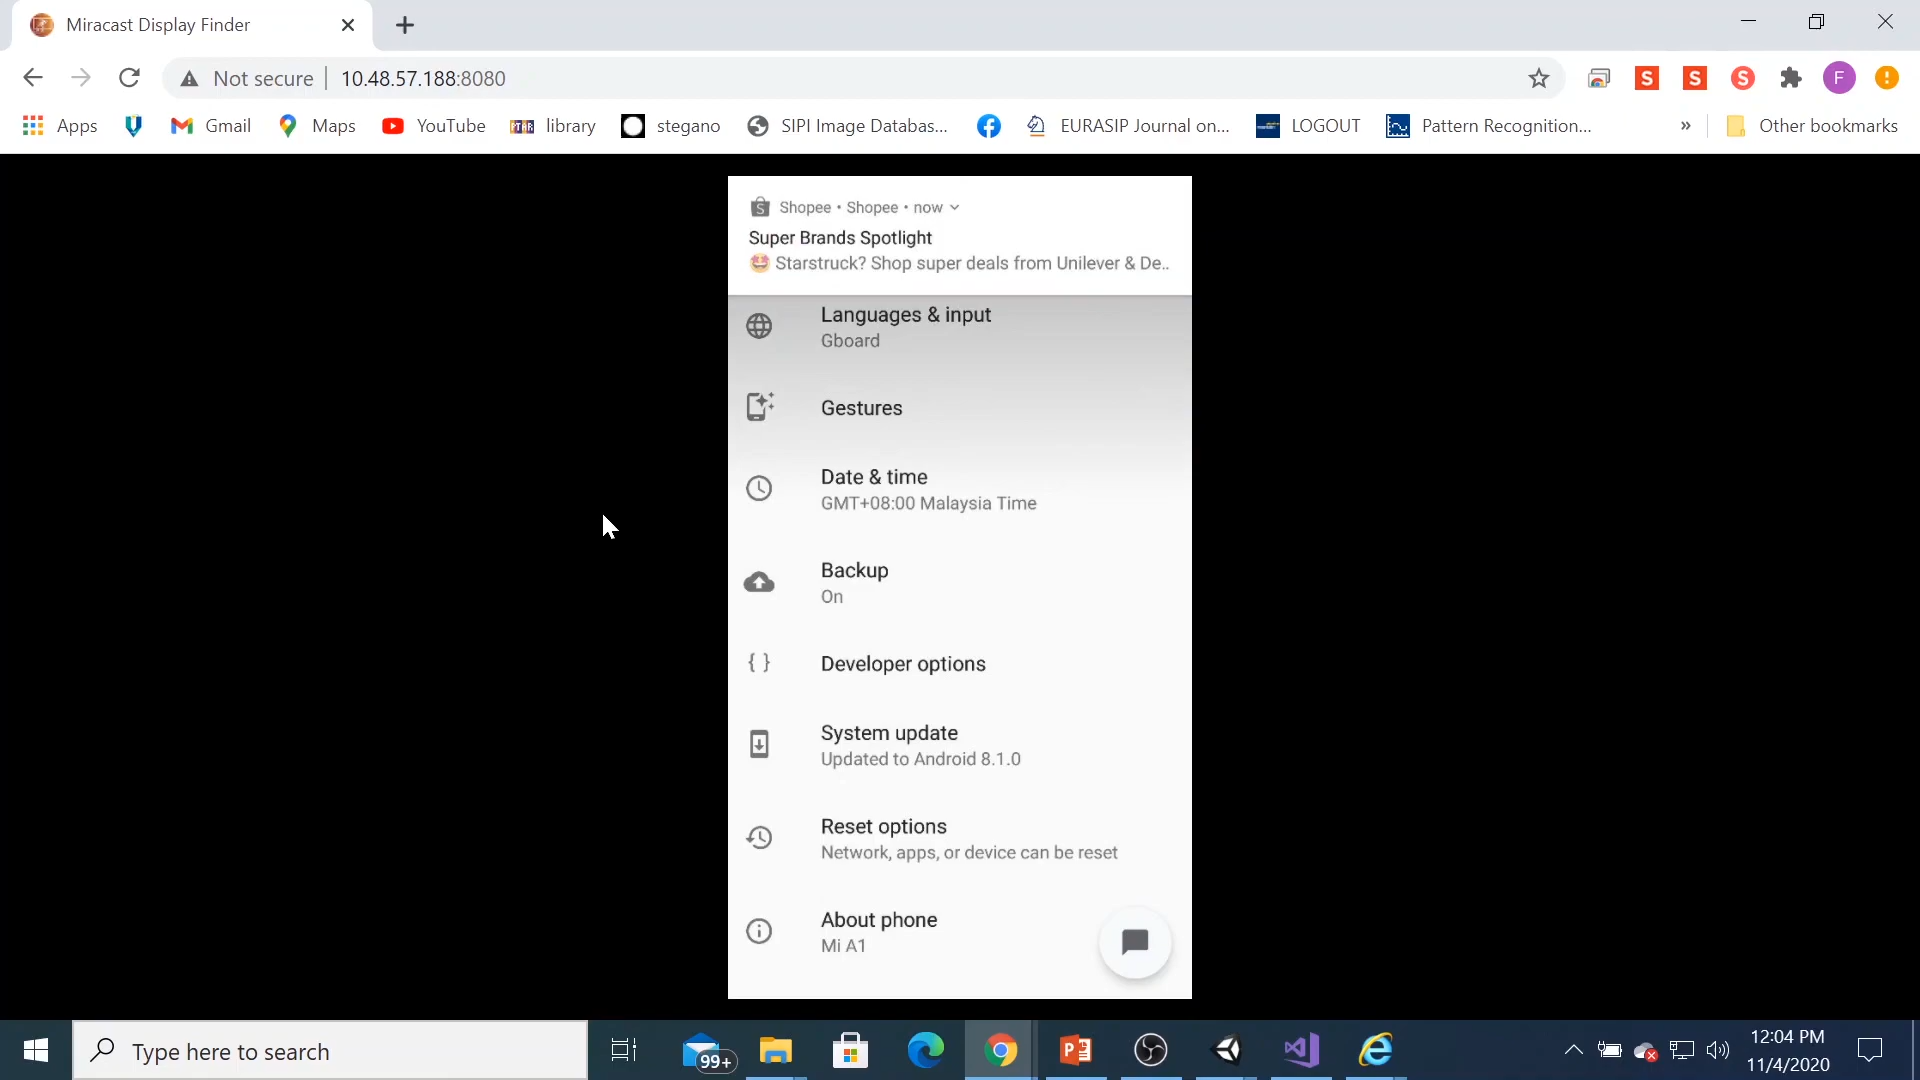 Miracast Display Finder
Not secure | 10.48.57.188:8080
F
Apps
Gmail
Maps
YouTube
library
stegano
SIPI Image Databas...
EURASIP Journal on...
LOGOUT
Pattern Recognition...
»
Other bookmarks
Shopee • Shopee • now
Super Brands Spotlight
🤩 Starstruck? Shop super deals from Unilever & De..
Languages & input
Gboard
Gestures
Date & time
GMT+08:00 Malaysia Time
Backup
On
Developer options
System update
Updated to Android 8.1.0
Reset options
Network, apps, or device can be reset
About phone
Mi A1
Type here to search
99+
12:04 PM
11/4/2020